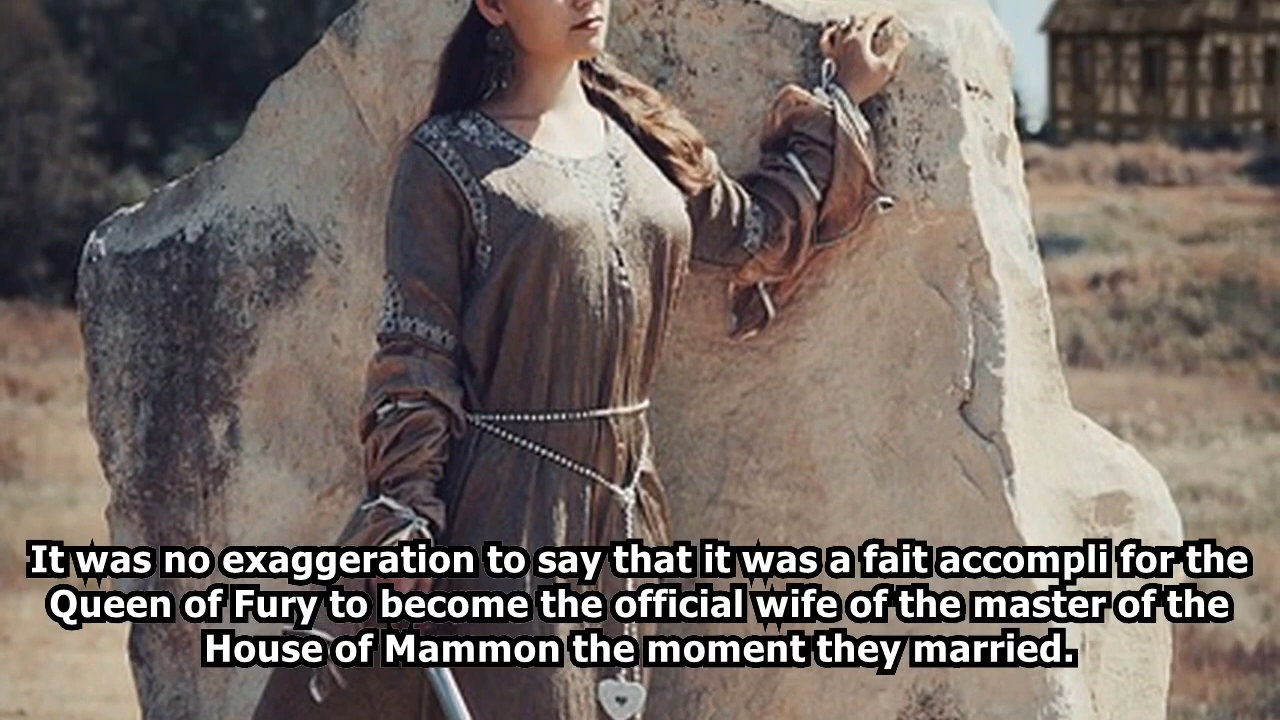 It was no exaggeration to say that it was a fait accompli for the
Queen of Fury to become the official wife of the master of the
House of Mammon the moment they married.